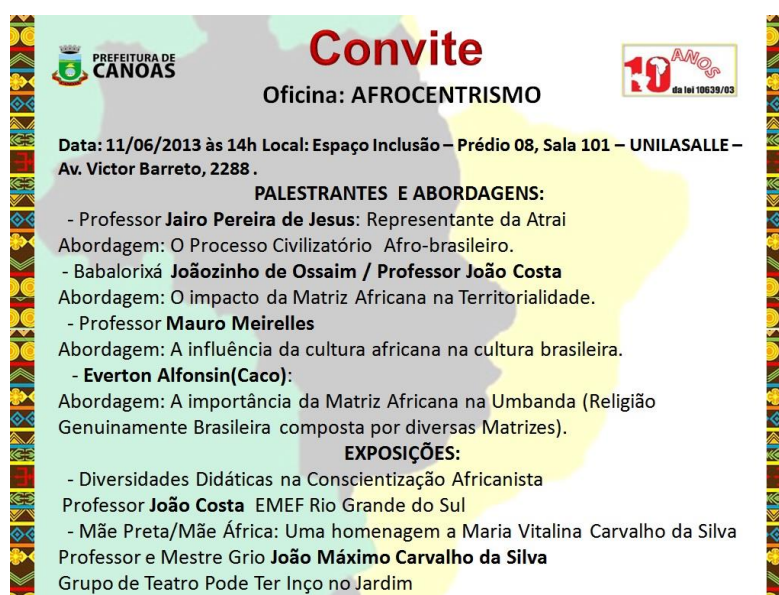 PREFEITURA DE
CANOAS
Convite
10 ANOS
da lei 10639/03
Oficina: AFROCENTRISMO
Data: 11/06/2013 às 14h Local: Espaço Inclusão – Prédio 08, Sala 101 – UNILASALLE –
Av. Victor Barreto, 2288 .
PALESTRANTES E ABORDAGENS:
- Professor Jairo Pereira de Jesus: Representante da Atrai
Abordagem: O Processo Civilizatório Afro-brasileiro.
- Babalorixá Joãozinho de Ossaim / Professor João Costa
Abordagem: O impacto da Matriz Africana na Territorialidade.
- Professor Mauro Meirelles
Abordagem: A influência da cultura africana na cultura brasileira.
- Everton Alfonsin(Caco):
Abordagem: A importância da Matriz Africana na Umbanda (Religião
Genuinamente Brasileira composta por diversas Matrizes).
EXPOSIÇÕES:
- Diversidades Didáticas na Conscientização Africanista
Professor João Costa EMEF Rio Grande do Sul
- Mãe Preta/Mãe África: Uma homenagem a Maria Vitalina Carvalho da Silva
Professor e Mestre Grio João Máximo Carvalho da Silva
Grupo de Teatro Pode Ter Inço no Jardim